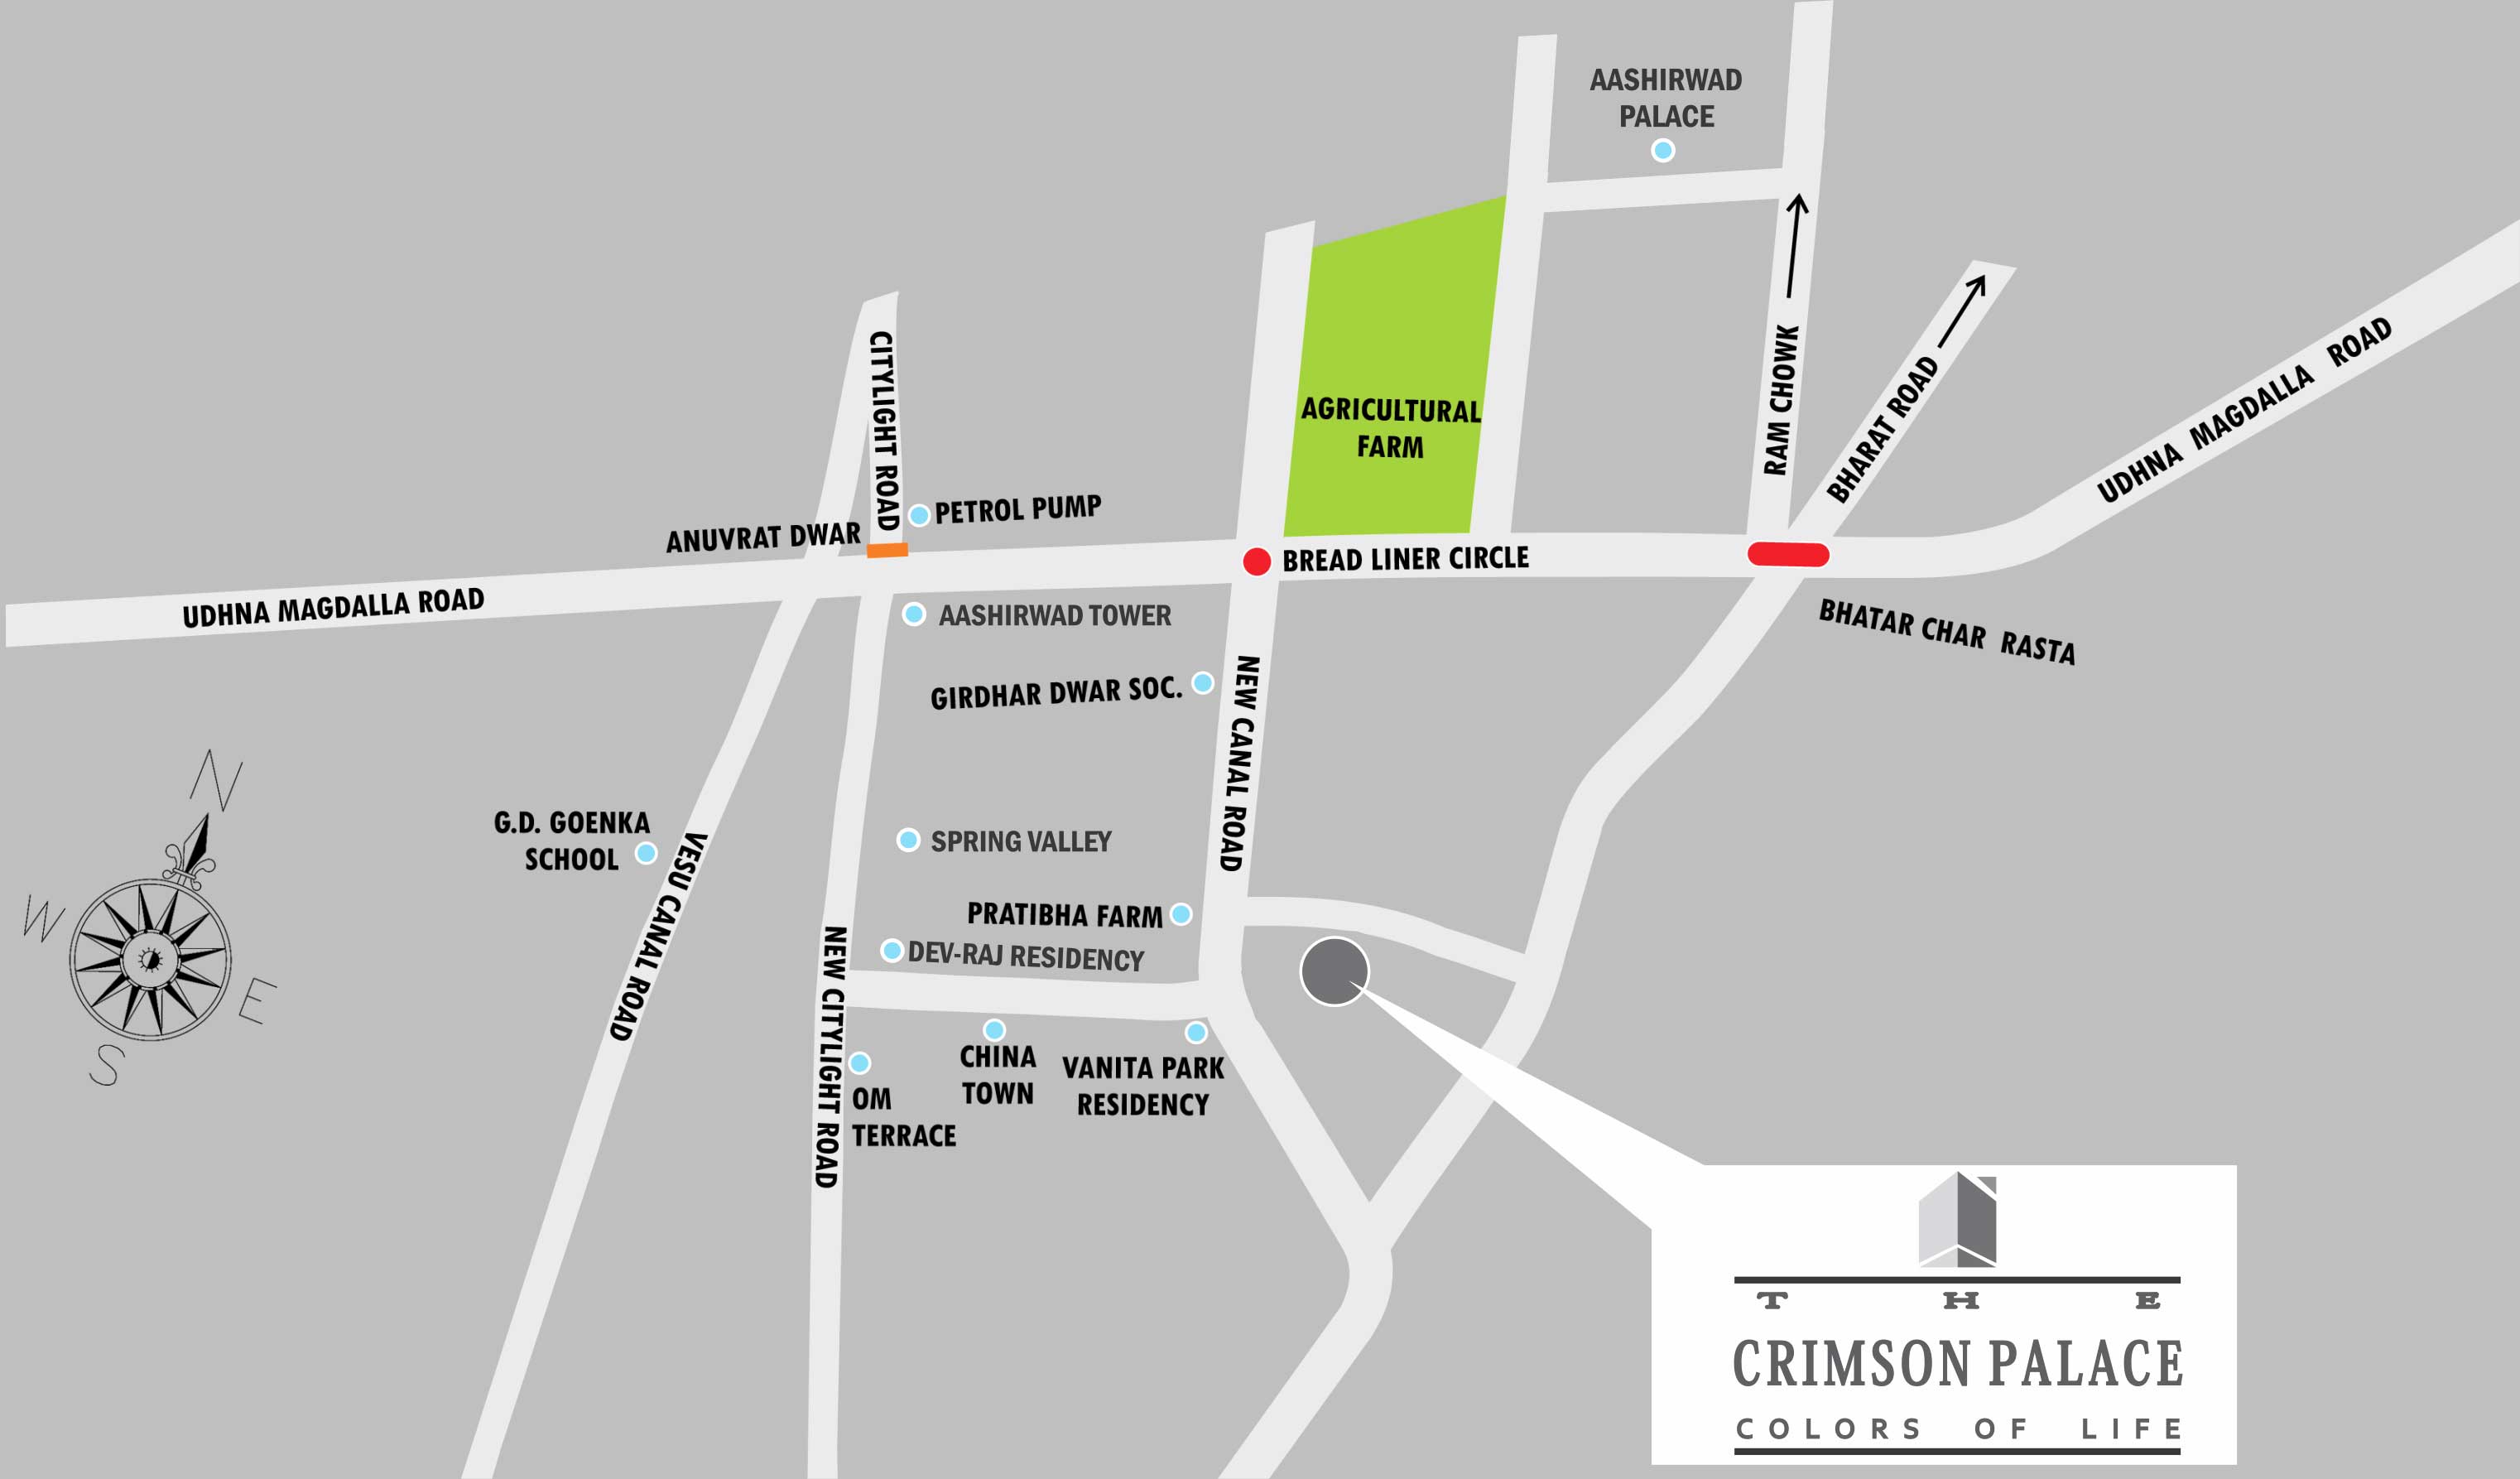 AASHIRWAD
PALACE
CITYLIGHT ROAD
AGRICULTURAL
FARM
RAM CHOWK
BHARAT ROAD
UDHNA MAGDALLA ROAD
PETROL PUMP
ANUVRAT DWAR
BREAD LINER CIRCLE
UDHNA MAGDALLA ROAD
AASHIRWAD TOWER
BHATAR CHAR RASTA
GIRDHAR DWAR SOC.
NEW CANAL ROAD
N
W
E
S
G.D. GOENKA
SCHOOL
VESU CANAL ROAD
SPRING VALLEY
PRATIBHA FARM
DEV-RAJ RESIDENCY
NEW CITYLIGHT ROAD
CHINA
TOWN
VANITA PARK
RESIDENCY
OM
TERRACE
THE
CRIMSON PALACE
COLORS OF LIFE